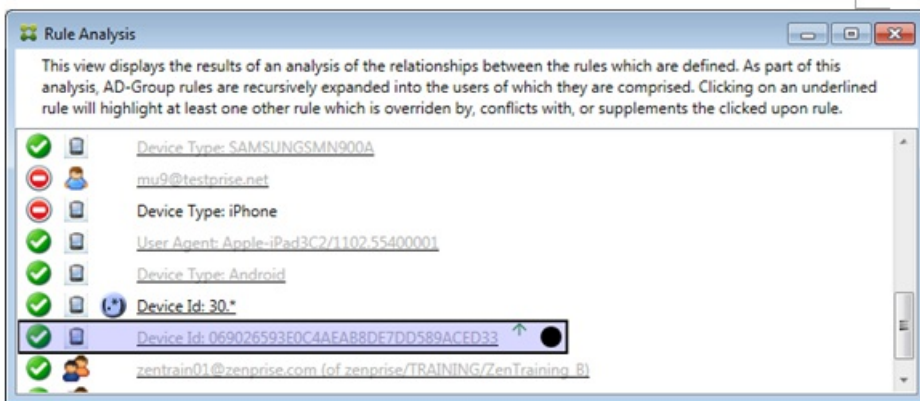 Rule Analysis
This view displays the results of an analysis of the relationships between the rules which are defined. As part of this
analysis, AD-Group rules are recursively expanded into the users of which they are comprised. Clicking on an underlined
rule will highlight at least one other rule which is overriden by, conflicts with, or supplements the clicked upon rule.
Device Type: SAMSUNGSMN900A
mu9@testprise.net
Device Type: iPhone
User Agent: Apple-iPad3C2/1102.55400001
Device Type: Android
(.*) Device Id: 30.*
Device Id: 069026593E0C4AEAB8DE7DD589ACED33
zentrain01@zenprise.com (of zenprise/TRAINING/ZenTraining_B)